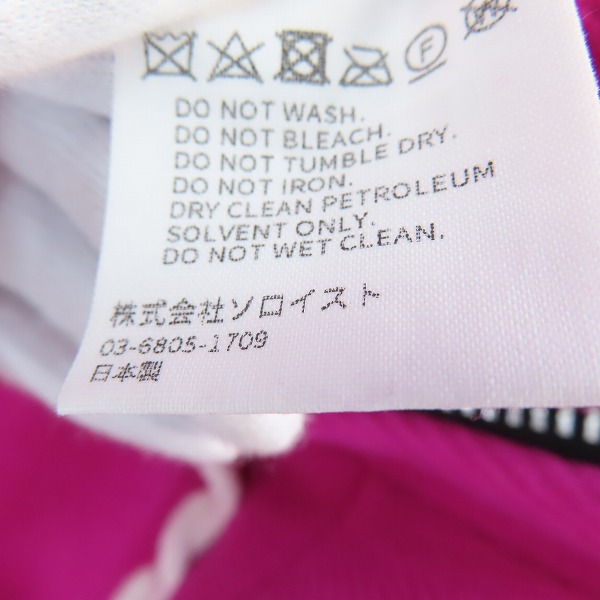 F
DO NOT WASH.
DO NOT BLEACH.
DO NOT TUMBLE DRY.
DO NOT IRON.
DRY CLEAN PETROLEUM
SOLVENT ONLY.
DO NOT WET CLEAN.
株式会社ソロイスト
03-6805-1709
日本製